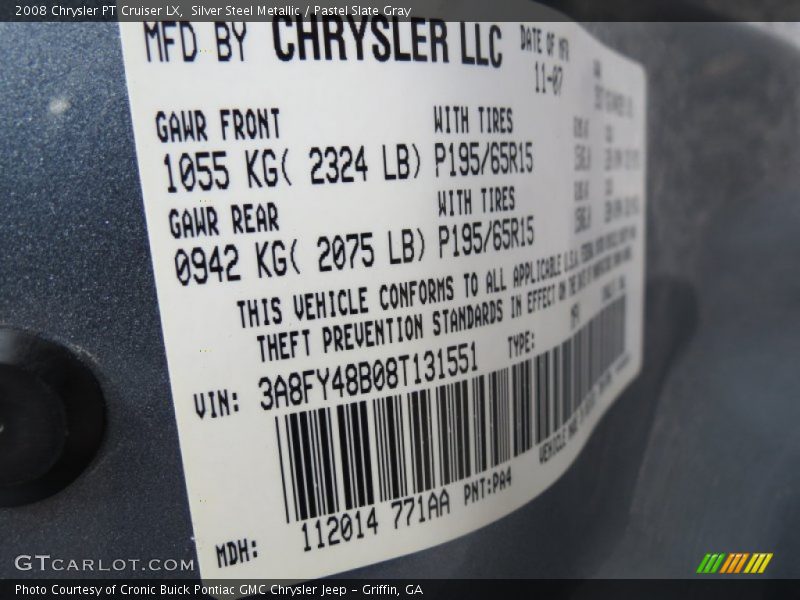 2008 Chrysler PT Cruiser LX, Silver Steel Metallic / Pastel Slate Gray
MFD BY CHRYSLER LLC DATE OF MFR
11-07
GAWR FRONT WITH TIRES
1055 KG( 2324 LB) P195/65R15
GAWR REAR WITH TIRES
0942 KG( 2075 LB) P195/65R15
THIS VEHICLE CONFORMS TO ALL APPLICABLE U.S.A. FEDERAL
THEFT PREVENTION STANDARDS IN EFFECT ON THE
VIN: 3A8FY48B08T131551 TYPE:
MDH: 112014 771AA PNT:PA4
GTCARLOT.COM
Photo Courtesy of Cronic Buick Pontiac GMC Chrysler Jeep - Griffin, GA